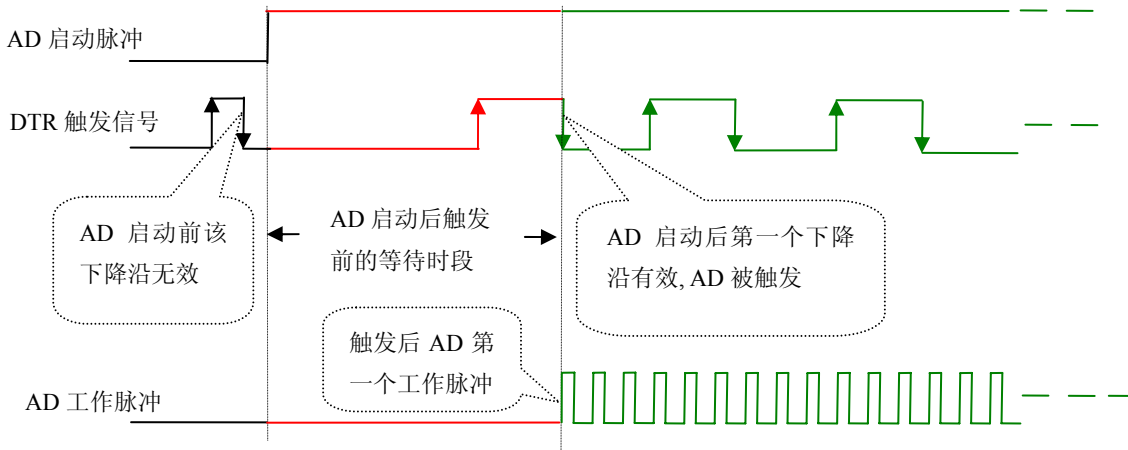 AD 启动脉冲
DTR 触发信号
AD 启动前该
下降沿无效
AD 启动后触发
前的等待时段
AD 启动后第一个下降
沿有效, AD 被触发
触发后 AD 第
一个工作脉冲
AD 工作脉冲